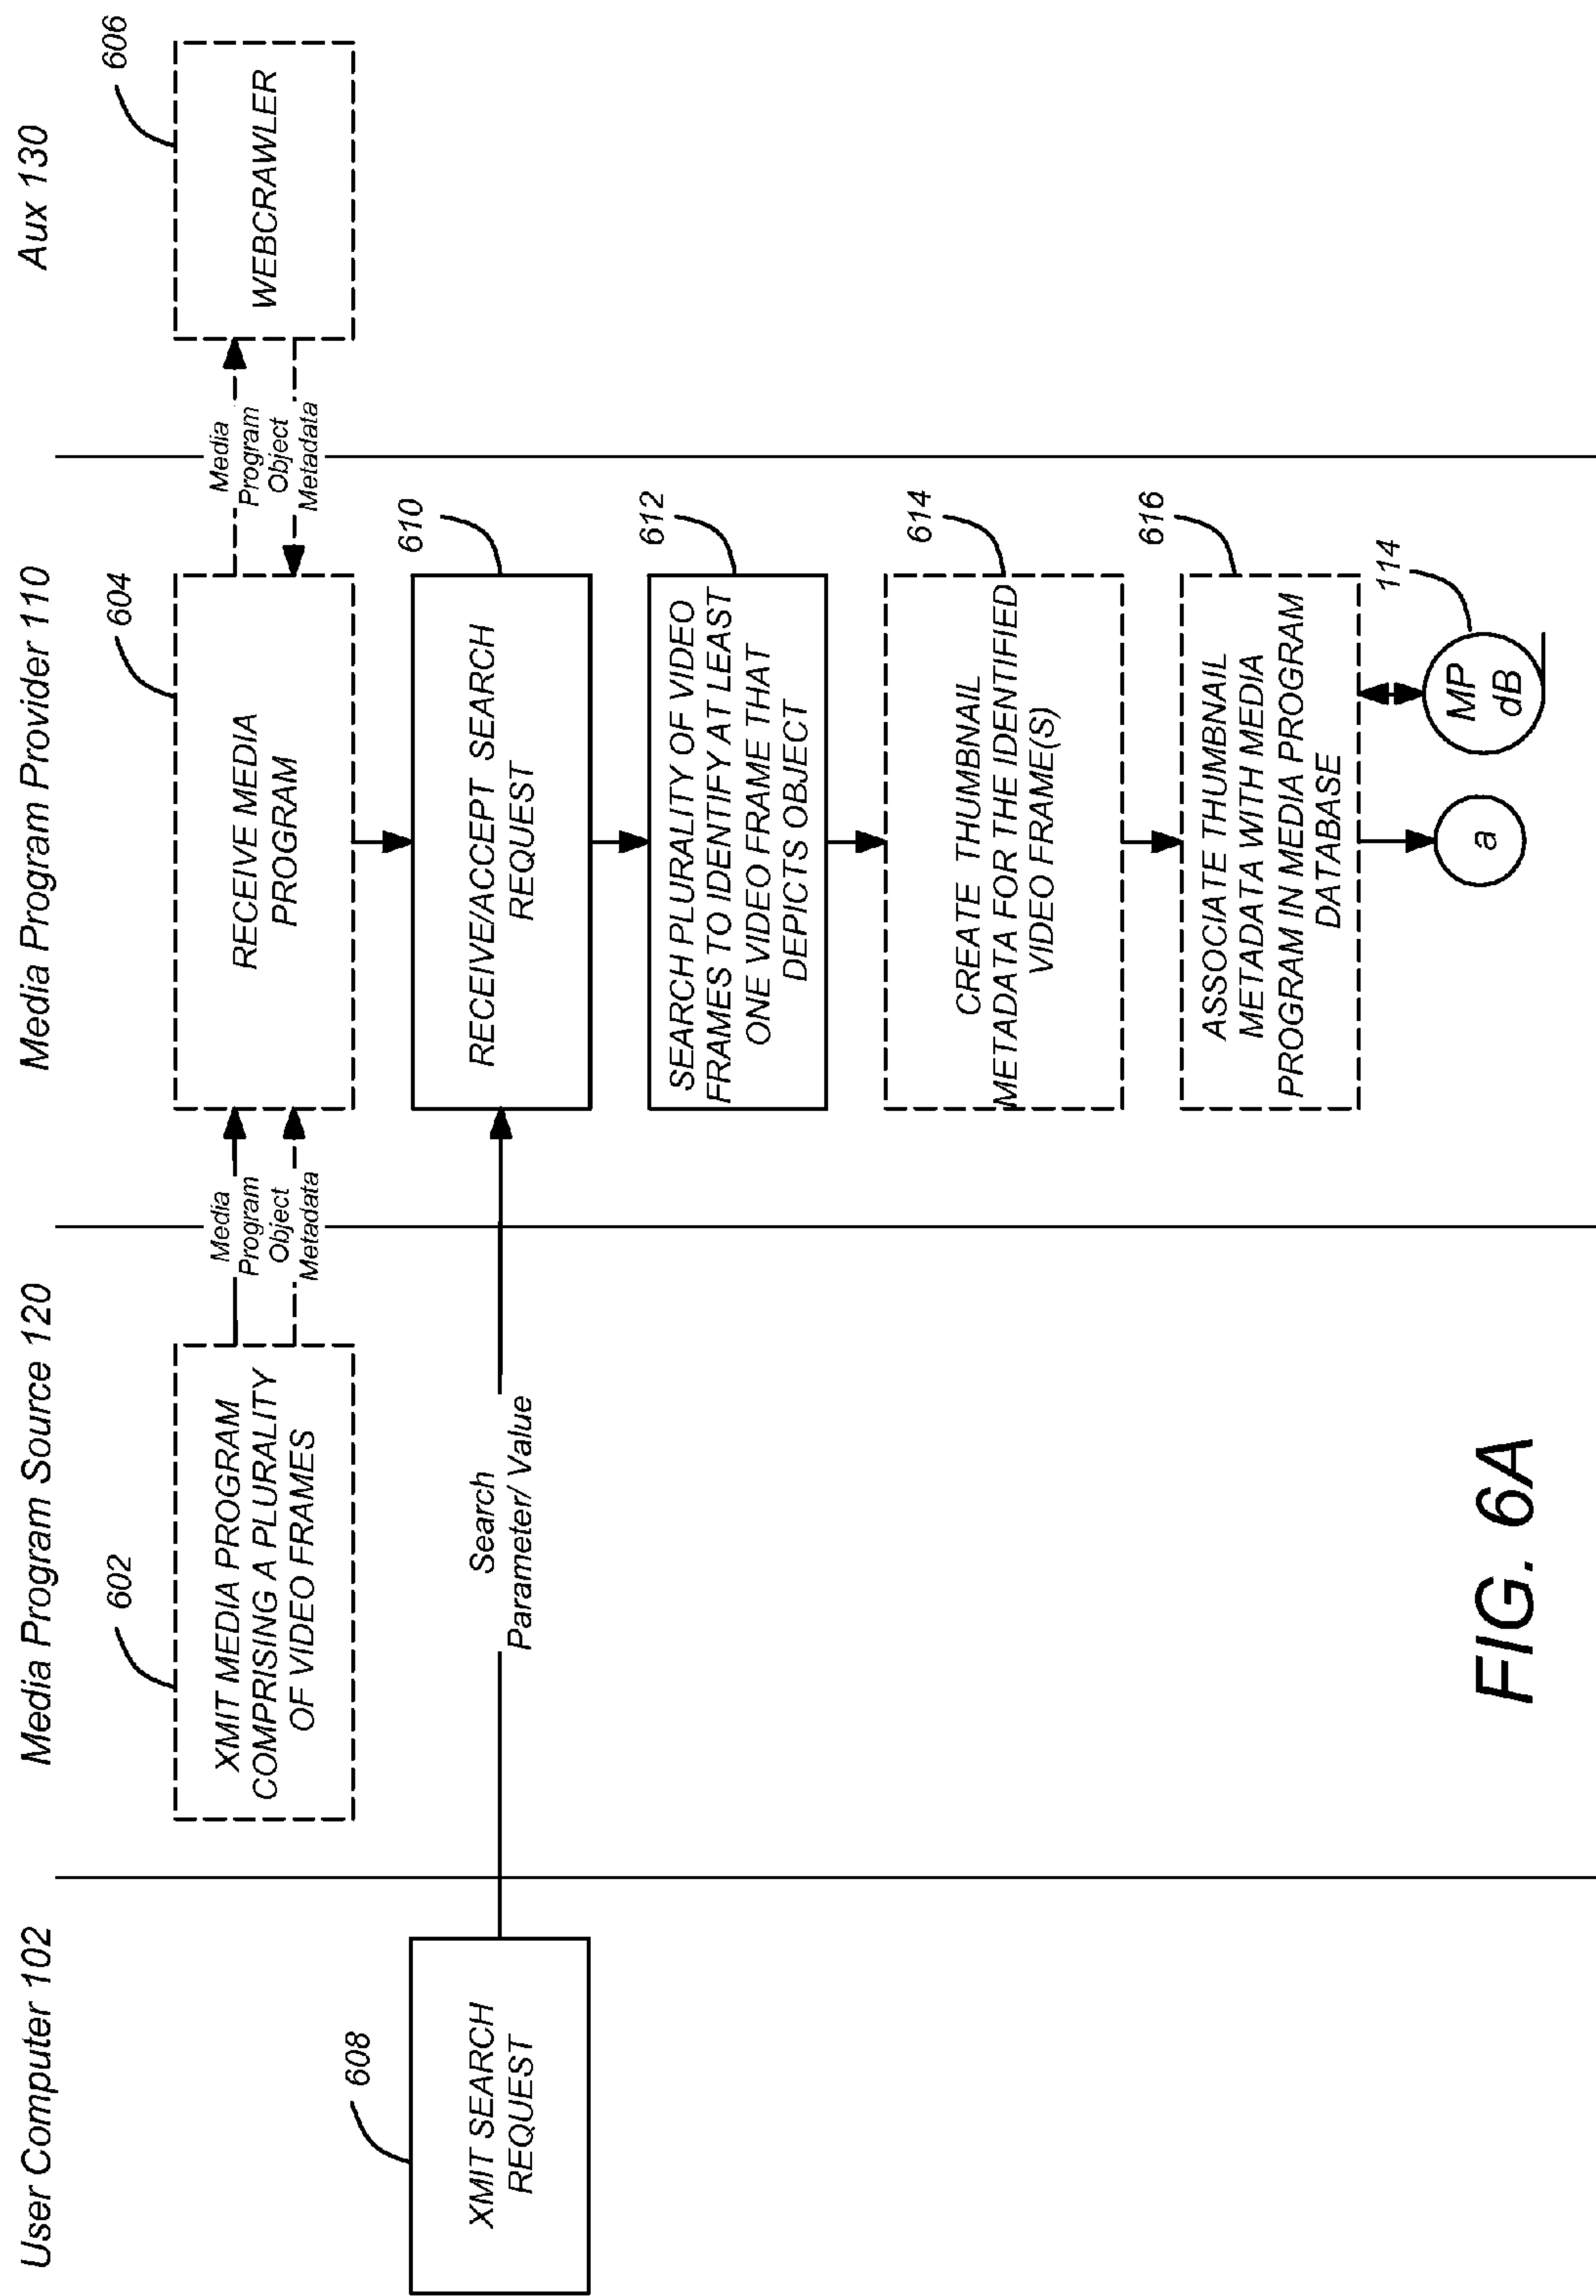 User Computer 102
Media Program Source 120
Media Program Provider 110
Aux 130
602
XMIT MEDIA PROGRAM
COMPRISING A PLURALITY
OF VIDEO FRAMES
Media
Program
Object
Metadata
604
RECEIVE MEDIA
PROGRAM
Media
Program
Object
Metadata
606
WEBCRAWLER
608
XMIT SEARCH
REQUEST
Search
Parameter/ Value
610
RECEIVE/ACCEPT SEARCH
REQUEST
612
SEARCH PLURALITY OF VIDEO
FRAMES TO IDENTIFY AT LEAST
ONE VIDEO FRAME THAT
DEPICTS OBJECT
614
CREATE THUMBNAIL
METADATA FOR THE IDENTIFIED
VIDEO FRAME(S)
616
ASSOCIATE THUMBNAIL
METADATA WITH MEDIA
PROGRAM IN MEDIA PROGRAM
DATABASE
114
a
MP
dB
FIG. 6A